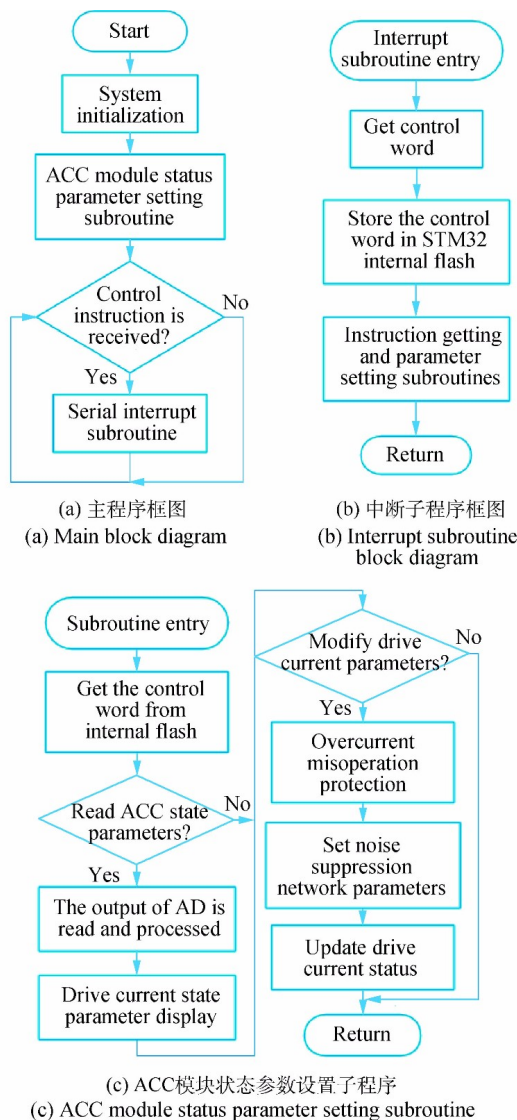 Start
System
initialization
ACC module status
parameter setting
subroutine
Control
instruction is
received?
No
Yes
Serial interrupt
subroutine
(a) 主程序框图
(a) Main block diagram
Interrupt
subroutine entry
Get control
word
Store the control
word in STM32
internal flash
Instruction getting
and parameter
setting subroutines
Return
(b) 中断子程序框图
(b) Interrupt subroutine
block diagram
Subroutine entry
Get the control
word from
internal flash
Read ACC state
parameters?
No
Yes
The output of AD is
read and processed
Drive current state
parameter display
Modify drive
current parameters?
No
Yes
Overcurrent
misoperation
protection
Set noise
suppression
network parameters
Update drive
current status
Return
(c) ACC模块状态参数设置子程序
(c) ACC module status parameter setting subroutine